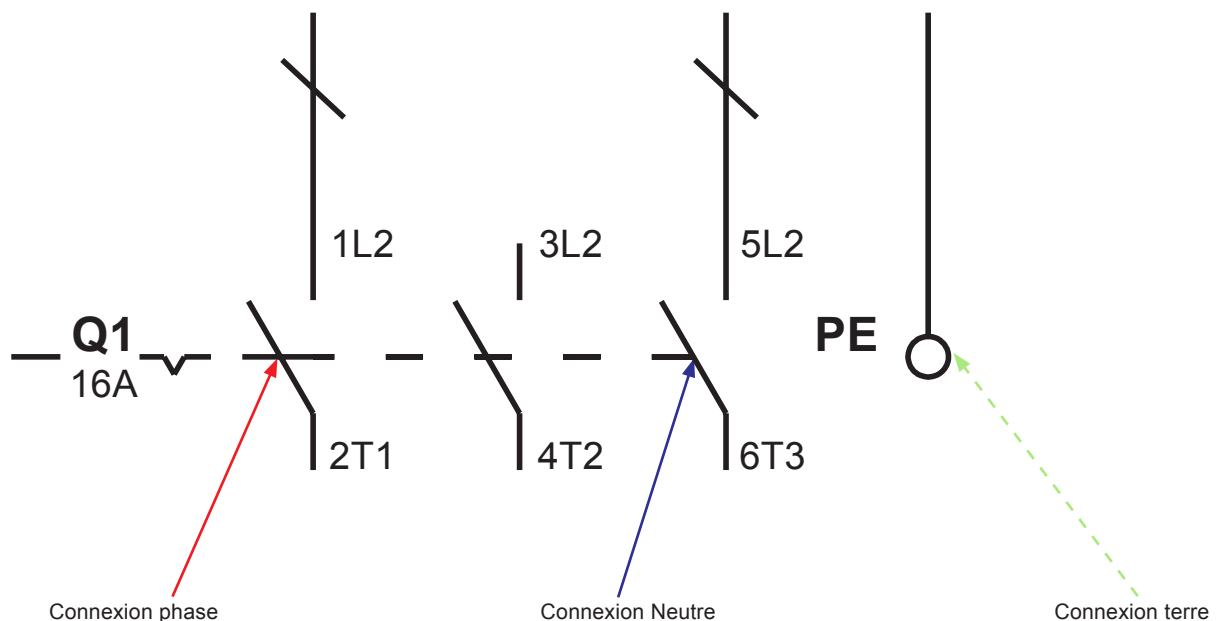 1L2
3L2
5L2
Q1
PE
16A
2T1
4T2
6T3
Connexion phase
Connexion Neutre
Connexion terre